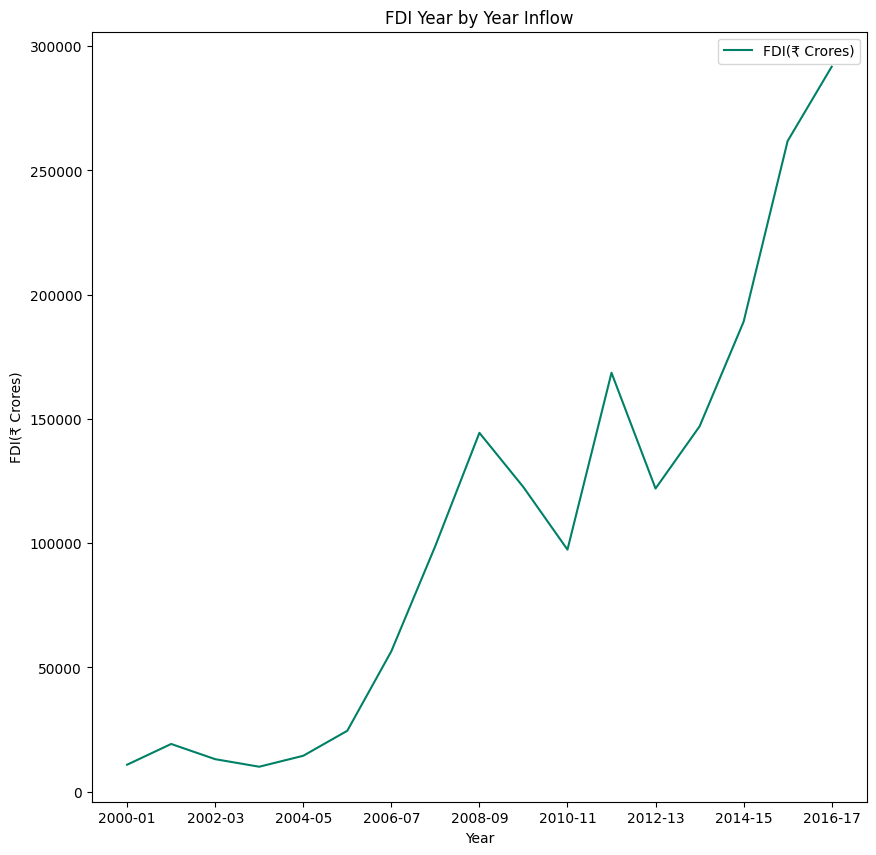 FDI Year by Year Inflow
FDI(₹ Crores)
300000
250000
200000
150000
100000
50000
0
FDI(₹ Crores)
2000-01 2002-03 2004-05 2006-07 2008-09 2010-11 2012-13 2014-15 2016-17
Year